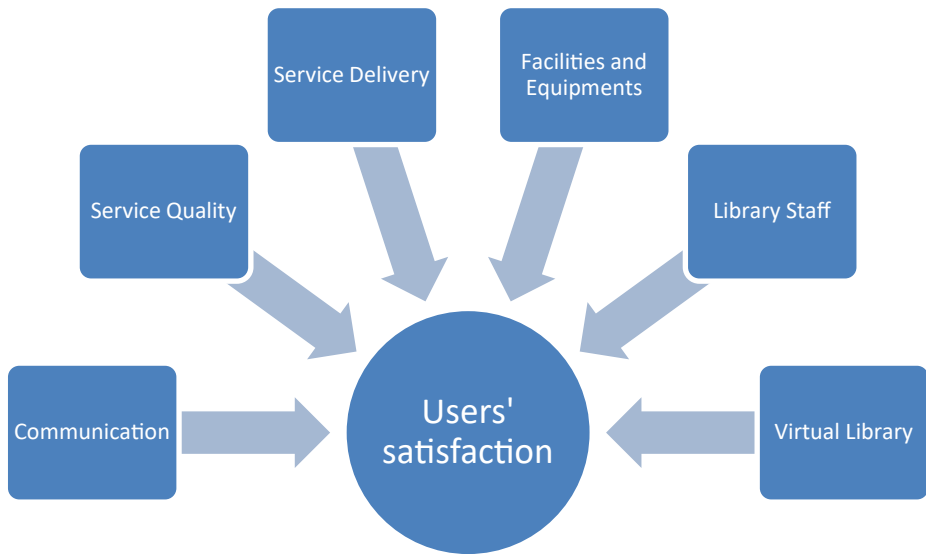 Service Delivery
Facilities and
Equipments
Service Quality
Library Staff
Communication
Users'
satisfaction
Virtual Library